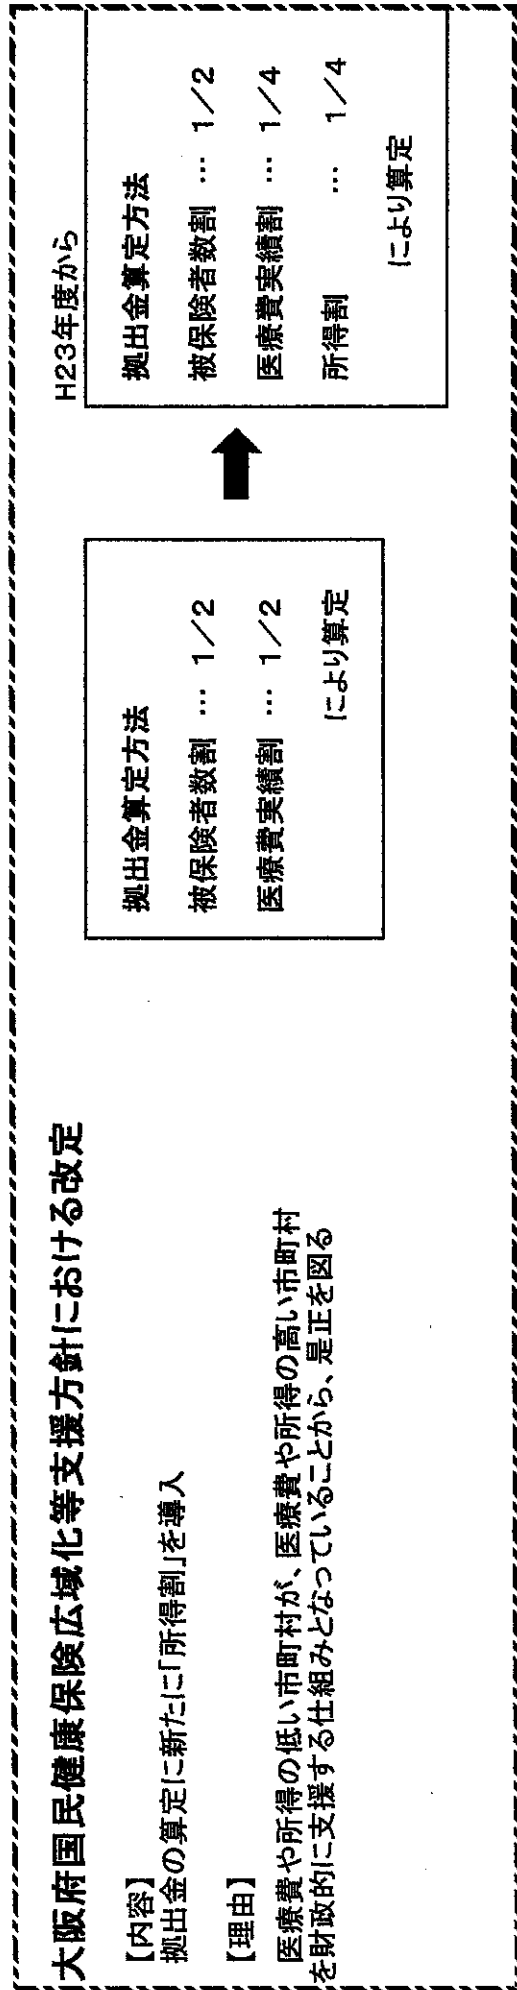 大阪府国民健康保険広域化等支援方針における改定
【内容】
拠出金の算定に新たに「所得割」を導入
【理由】
医療費や所得の低い市町村が、医療費や所得の高い市町村
を財政的に支援する仕組みとなっていることから、是正を図る
拠出金算定方法
被保険者数割 … 1/2
医療費実績割 … 1/2
により算定
H23年度から
拠出金算定方法
被保険者数割 … 1/2
医療費実績割 … 1/4
所得割 … 1/4
により算定